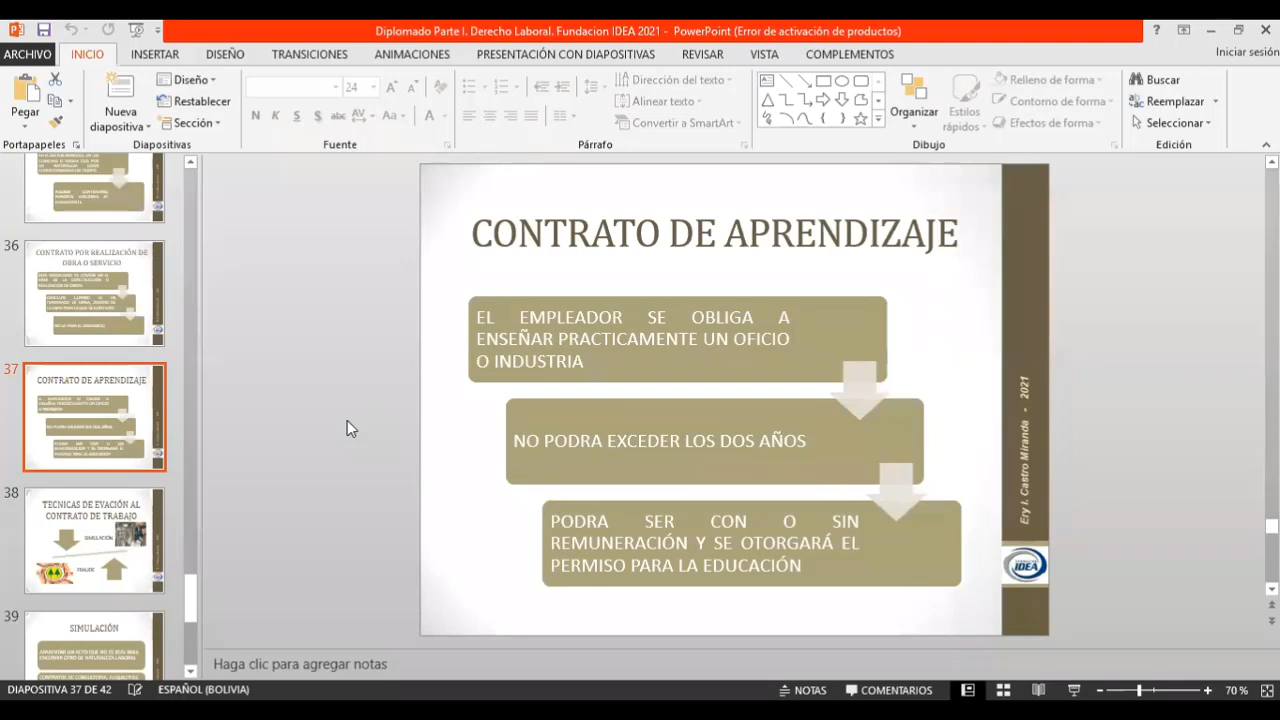 Diplomado Parte I. Derecho Laboral. Fundacion IDEA 2021 - PowerPoint (Error de activación de productos)
ARCHIVO INICIO INSERTAR DISEÑO TRANSICIONES ANIMACIONES PRESENTACIÓN CON DIAPOSITIVAS REVISAR VISTA COMPLEMENTOS Iniciar sesión
Pegar
Nueva diapositiva
Diseño
Restablecer
Sección
24
N K S S abc AV Aa A
Dirección del texto
Alinear texto
Convertir a SmartArt
Organizar
Estilos rápidos
Relleno de forma
Contorno de forma
Efectos de forma
Buscar
Reemplazar
Seleccionar
Portapapeles Diapositivas Fuente Párrafo Dibujo Edición
36
CONTRATO POR REALIZACIÓN DE
OBRA O SERVICIO
37
CONTRATO DE APRENDIZAJE
38
TECNICAS DE EVACIÓN AL
CONTRATO DE TRABAJO
SIMULACIÓN
FRAUDE
39
SIMULACIÓN
CONTRATO DE APRENDIZAJE
EL EMPLEADOR SE OBLIGA A
ENSEÑAR PRACTICAMENTE UN OFICIO
O INDUSTRIA
NO PODRA EXCEDER LOS DOS AÑOS
PODRA SER CON O SIN
REMUNERACIÓN Y SE OTORGARÁ EL
PERMISO PARA LA EDUCACIÓN
Ery I. Castro Miranda - 2021
IDEA
Haga clic para agregar notas
DIAPOSITIVA 37 DE 42 ESPAÑOL (BOLIVIA) NOTAS COMENTARIOS 70 %